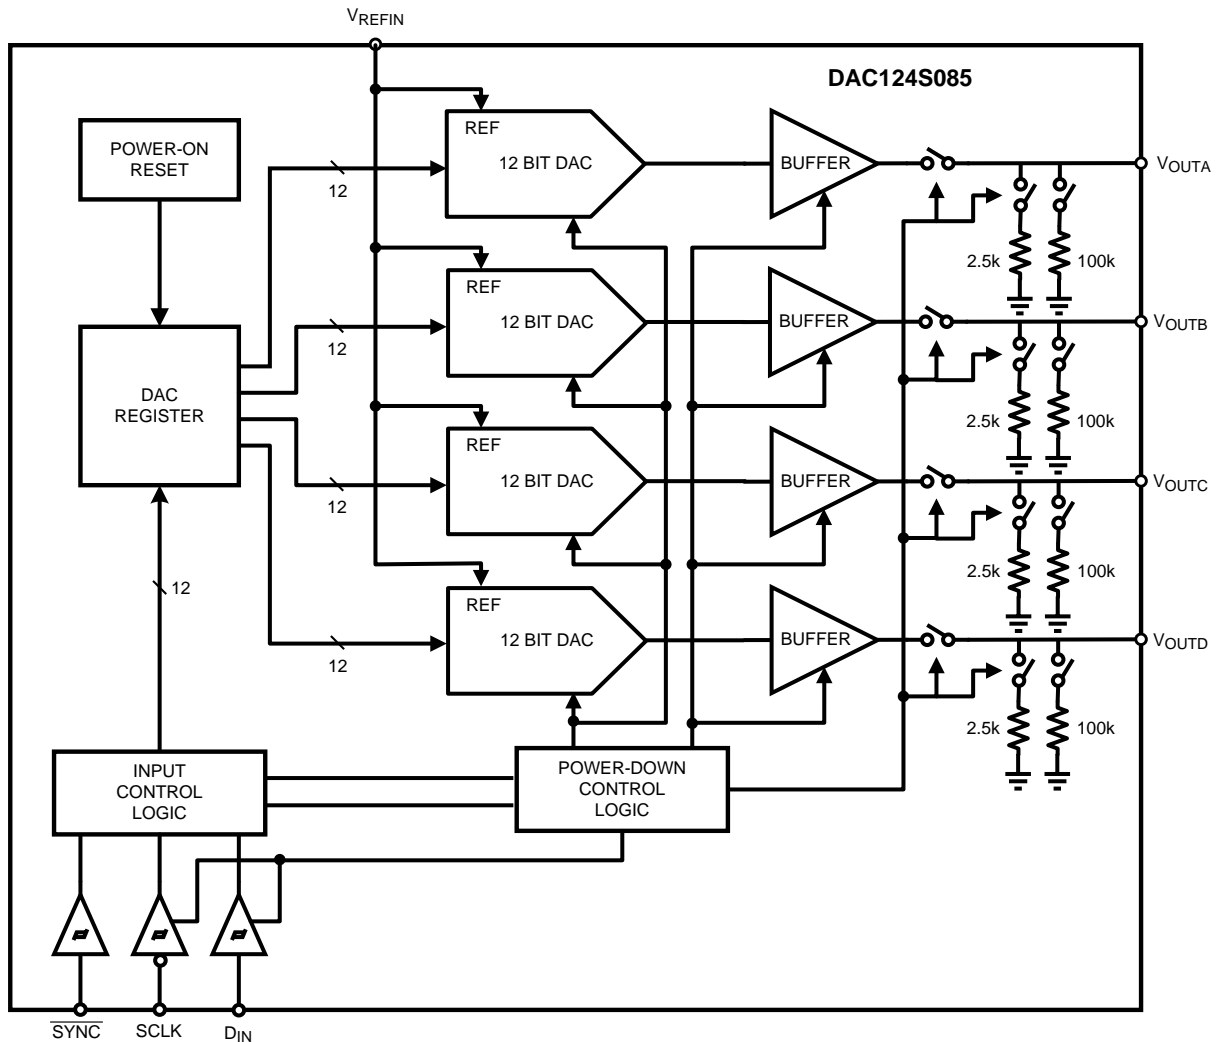 VREFIN
DAC124S085
POWER-ON
RESET
REF
12 BIT DAC
BUFFER
VOUTA
12
2.5k
100k
REF
12 BIT DAC
BUFFER
VOUTB
12
2.5k
100k
DAC
REGISTER
REF
12 BIT DAC
BUFFER
VOUTC
12
2.5k
100k
12
REF
12 BIT DAC
BUFFER
VOUTD
12
2.5k
100k
INPUT
CONTROL
LOGIC
POWER-DOWN
CONTROL
LOGIC
SYNC
SCLK
DIN